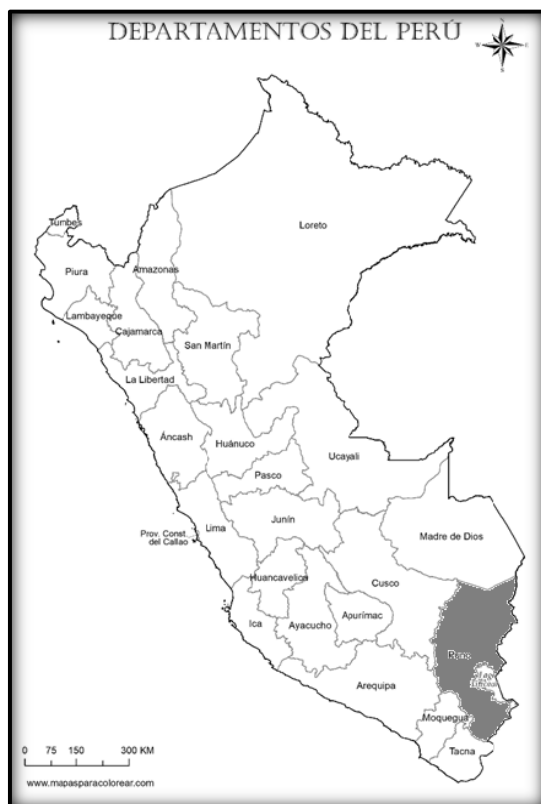 DEPARTAMENTOS DEL PERÚ
N
E
S
Loreto
Tumbes
Piura
Amazonas
Lambayeque
Cajamarca
San Martín
La Libertad
Áncash
Huánuco
Ucayali
Pasco
Junín
Lima
Prov. Const.
del Callao
Madre de Dios
Huancavelica
Cusco
Ica
Ayacucho
Apurímac
Arequipa
Moquegua
Tacna
0 75 150 300 KM
www.mapasparacolorear.com